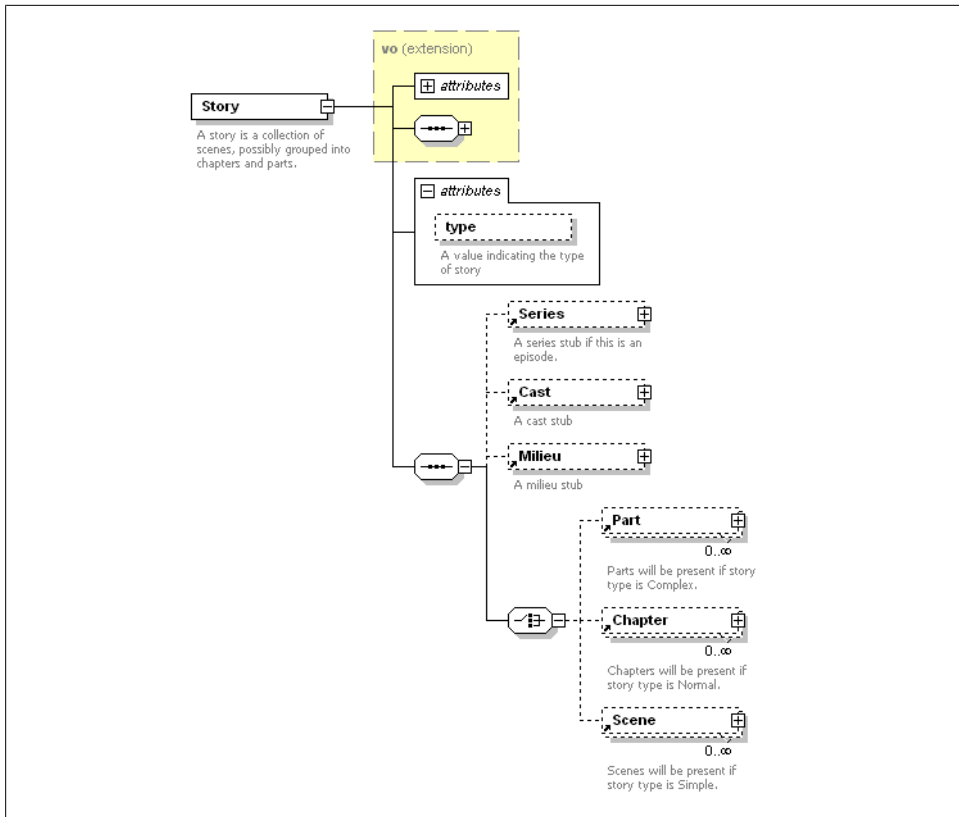 vo (extension)
attributes
Story
A story is a collection of
scenes, possibly grouped into
chapters and parts.
attributes
type
A value indicating the type
of story
Series
A series stub if this is an
episode.
Cast
A cast stub
Milieu
A milieu stub
Part
0..∞
Parts will be present if story
type is Complex.
Chapter
0..∞
Chapters will be present if
story type is Normal.
Scene
0..∞
Scenes will be present if
story type is Simple.